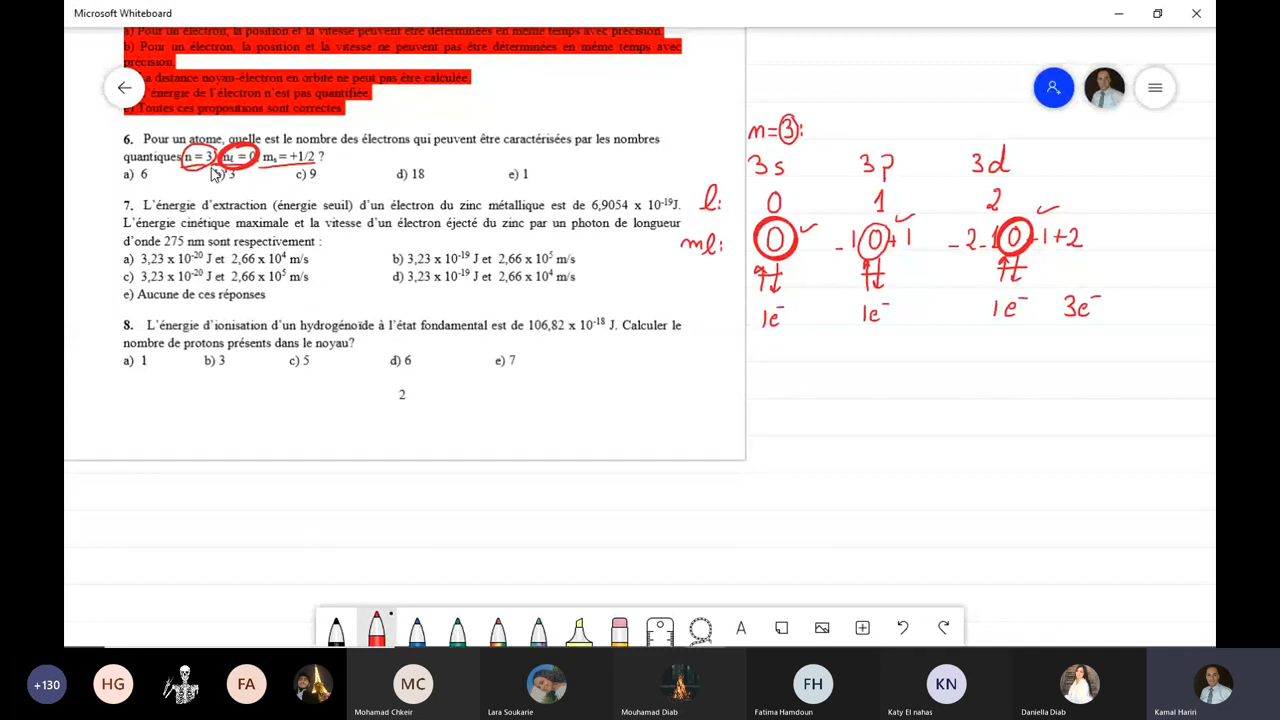 Microsoft Whiteboard
a) Pour un électron, la position et la vitesse peuvent être déterminées en même temps avec précision.
b) Pour un électron, la position et la vitesse ne peuvent pas être déterminées en même temps avec
précision.
a distance noyau-électron en orbite ne peut pas être calculée.
'énergie de l'électron n'est pas quantifiée.
e) Toutes ces propositions sont correctes.
6. Pour un atome, quelle est le nombre des électrons qui peuvent être caractérisées par les nombres
quantiques n = 3, mℓ = 0, ms = +1/2 ?
a) 6 b) 3 c) 9 d) 18 e) 1
7. L'énergie d'extraction (énergie seuil) d'un électron du zinc métallique est de 6,9054 x 10⁻¹⁹J.
L'énergie cinétique maximale et la vitesse d'un électron éjecté du zinc par un photon de longueur
d'onde 275 nm sont respectivement :
a) 3,23 x 10⁻²⁰ J et 2,66 x 10⁴ m/s b) 3,23 x 10⁻¹⁹ J et 2,66 x 10⁵ m/s
c) 3,23 x 10⁻²⁰ J et 2,66 x 10⁵ m/s d) 3,23 x 10⁻¹⁹ J et 2,66 x 10⁴ m/s
e) Aucune de ces réponses
8. L'énergie d'ionisation d'un hydrogénoïde à l'état fondamental est de 106,82 x 10⁻¹⁸ J. Calculer le
nombre de protons présents dans le noyau?
a) 1 b) 3 c) 5 d) 6 e) 7
2
n=3:
3s 3p 3d
l: 0 1 2
ml: 0 -1 0 +1 -2 -1 0 +1 +2
1e⁻ 1e⁻ 1e⁻ 3e⁻
A
+130 HG FA MC FH KN
Mohamad Chkeir Lara Soukarie Mouhamad Diab Fatima Hamdoun Katy El nahas Daniella Diab Kamal Hariri